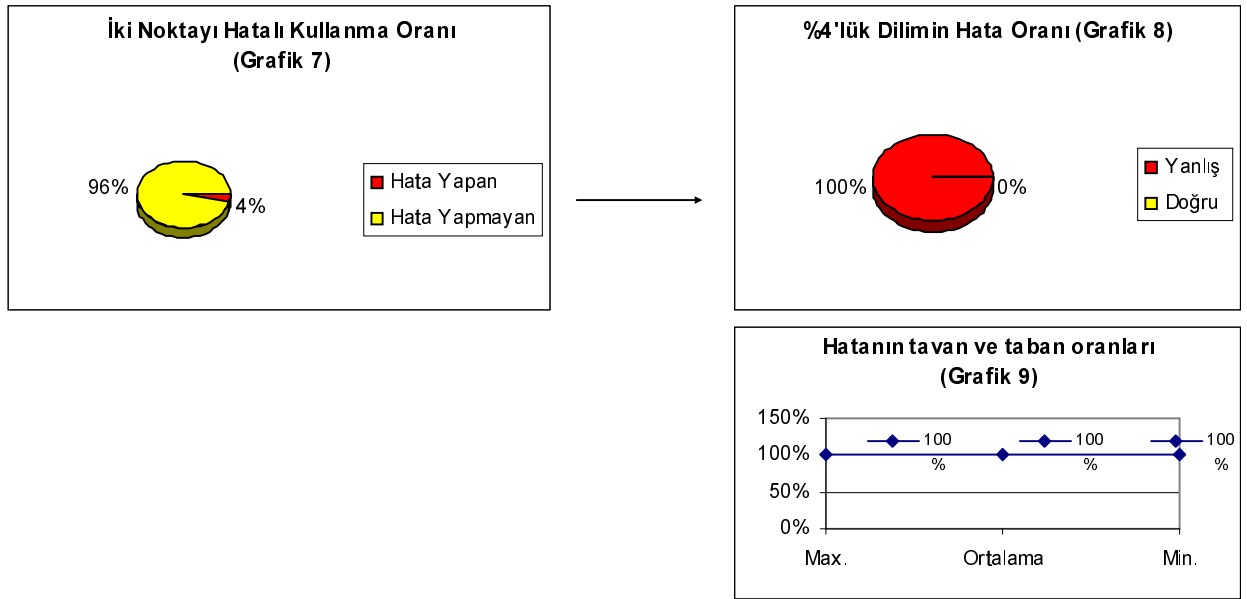 İki Noktayı Hatalı Kullanma Oranı
(Grafik 7)
96%
4%
Hata Yapan
Hata Yapmayan
%4'lük Dilimin Hata Oranı (Grafik 8)
100%
0%
Yanlış
Doğru
Hatanın tavan ve taban oranları
(Grafik 9)
150%
100%
50%
0%
100
%
100
%
100
%
Max.
Ortalama
Min.